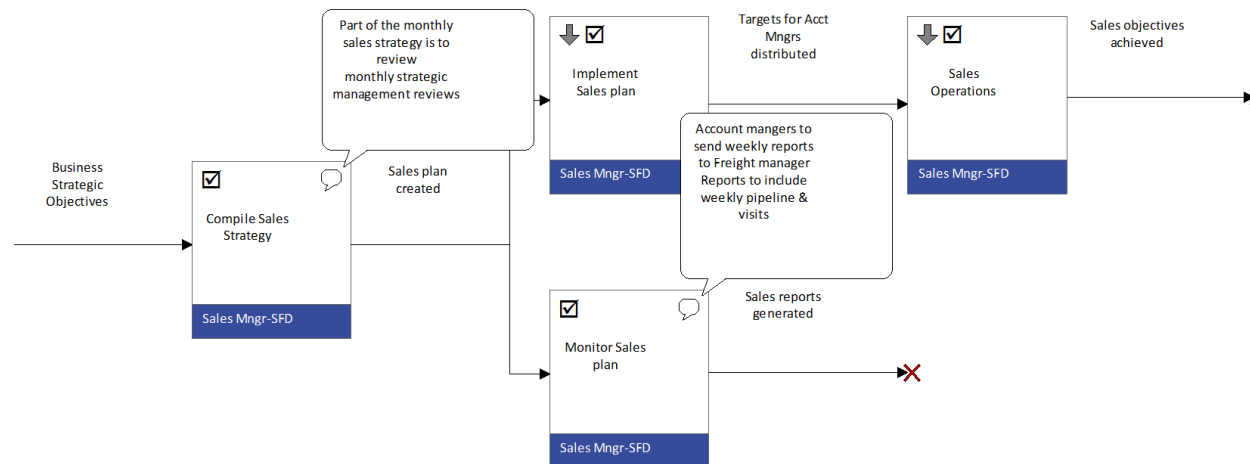 Part of the monthly
sales strategy is to
review
monthly strategic
management reviews
Implement
Sales plan
Sales Mngr-SFD
Targets for Acct
Mngrs
distributed
Sales
Operations
Sales Mngr-SFD
Sales objectives
achieved
Account mangers to
send weekly reports
to Freight manager
Reports to include
weekly pipeline &
visits
Business
Strategic
Objectives
Compile Sales
Strategy
Sales Mngr-SFD
Sales plan
created
Monitor Sales
plan
Sales Mngr-SFD
Sales reports
generated